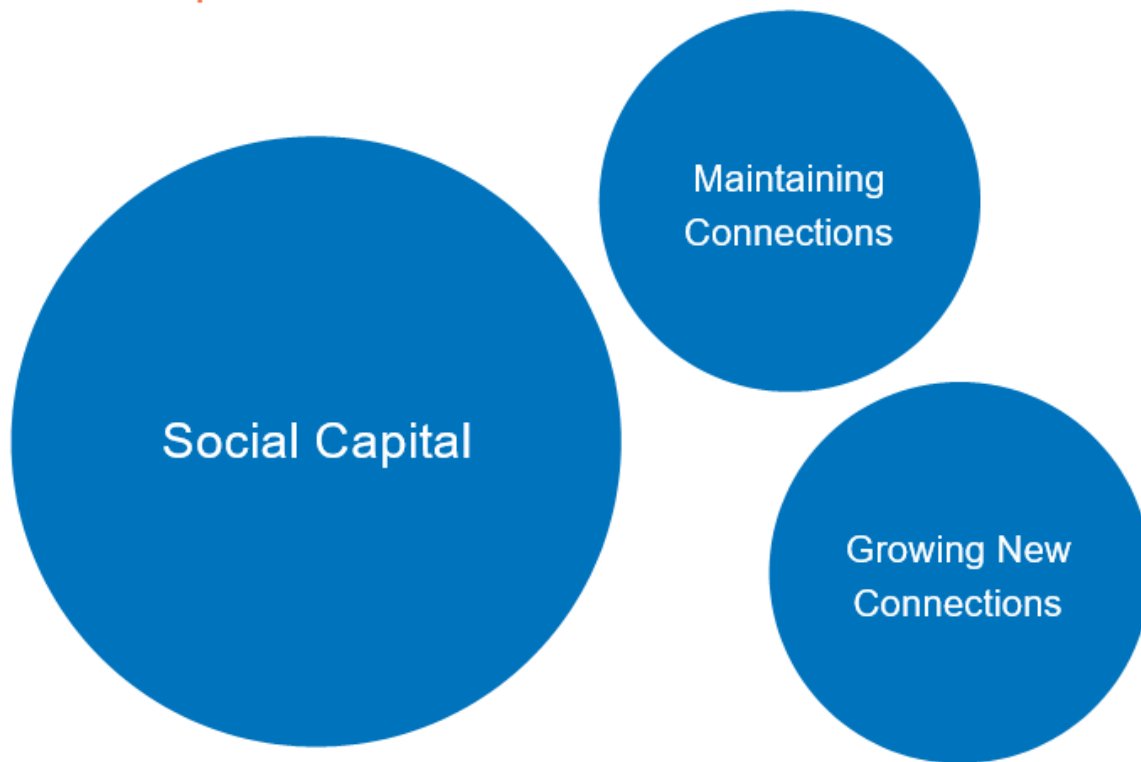 Maintaining
Connections
Social Capital
Growing New
Connections